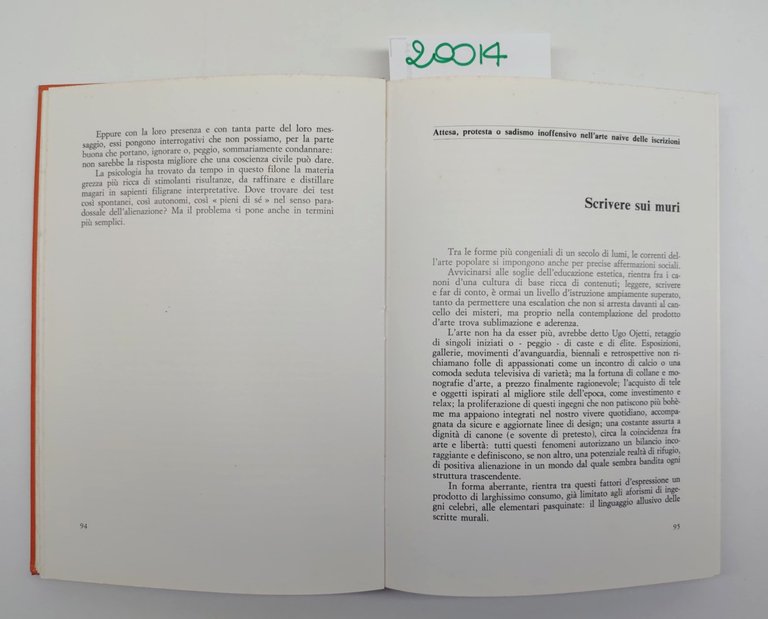 20014
Eppure con la loro presenza e con tanta parte del loro mes-
saggio, essi pongono interrogativi che non possiamo, per la parte
buona che portano, ignorare o, peggio, sommariamente condannare:
non sarebbe la risposta migliore che una coscienza civile può dare.
La psicologia ha trovato da tempo in questo filone la materia
grezza più ricca di stimolanti risultanze, da raffinare e distillare
magari in sapienti filigrane interpretative. Dove trovare dei test
così spontanei, così autonomi, così « pieni di sé » nel senso para-
dossale dell'alienazione? Ma il problema si pone anche in termini
più semplici.
94
Attesa, protesta o sadismo inoffensivo nell'arte naive delle iscrizioni
Scrivere sui muri
Tra le forme più congeniali di un secolo di lumi, le correnti del-
l'arte popolare si impongono anche per precise affermazioni sociali.
Avvicinarsi alle soglie dell'educazione estetica, rientra fra i ca-
noni d'una cultura di base ricca di contenuti; leggere, scrivere
e far di conto, è ormai un livello d'istruzione ampiamente superato,
tanto da permettere una escalation che non si arresta davanti al
cancello dei misteri, ma proprio nella contemplazione del prodotto
d'arte trova sublimazione e aderenza.
L'arte non ha da esser più, avrebbe detto Ugo Ojetti, retaggio
di singoli iniziati o - peggio - di caste e di élite. Esposizioni,
gallerie, movimenti d'avanguardia, biennali e retrospettive non ri-
chiamano folle di appassionati come un incontro di calcio o una
comoda seduta televisiva di varietà; ma la fortuna di collane e mo-
nografie d'arte, a prezzo finalmente ragionevole; l'acquisto di tele
e oggetti ispirati al migliore stile dell'epoca, come investimento e
relax; la proliferazione di questi ingegni che non patiscono più bohè-
me ma appaiono integrati nel nostro vivere quotidiano, accompa-
gnata da sicure e aggiornate linee di design; una costante assurta a
dignità di canone (e sovente di pretesto), circa la coincidenza fra
arte e libertà: tutti questi fenomeni autorizzano un bilancio inco-
raggiante e definiscono, se non altro, una potenziale realtà di rifugio,
di positiva alienazione in un mondo dal quale sembra bandita ogni
struttura trascendente.
In forma aberrante, rientra tra questi fattori d'espressione un
prodotto di larghissimo consumo, già limitato agli aforismi di inge-
gni celebri, alle elementari pasquinate: il linguaggio allusivo delle
scritte murali.
95